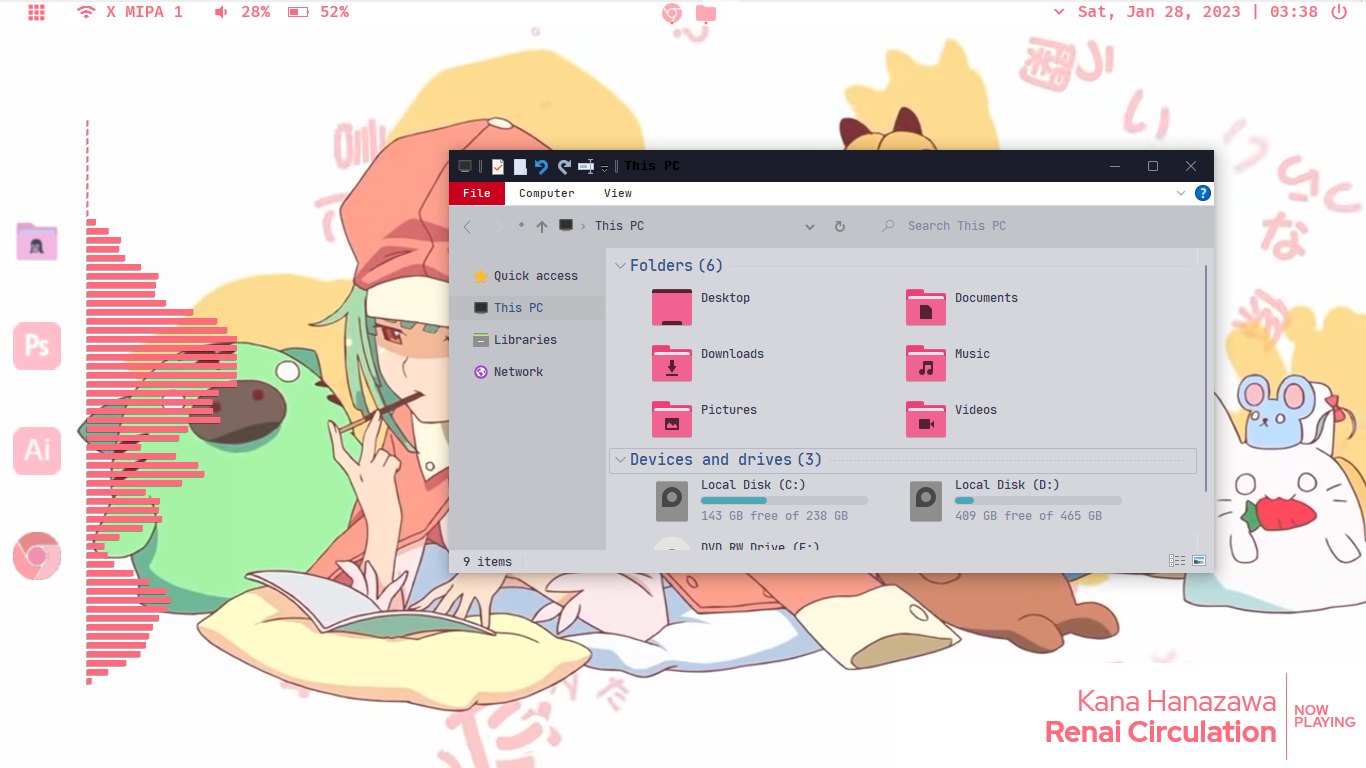 X MIPA 1 28% 52%
Sat, Jan 28, 2023 | 03:38
This PC
File Computer View
This PC
Search This PC
Quick access
This PC
Libraries
Network
Folders (6)
Desktop
Documents
Downloads
Music
Pictures
Videos
Devices and drives (3)
Local Disk (C:)
143 GB free of 238 GB
Local Disk (D:)
409 GB free of 465 GB
DVD RW Drive (E:)
9 items
Ps
Ai
Kana Hanazawa
Renai Circulation
NOW
PLAYING